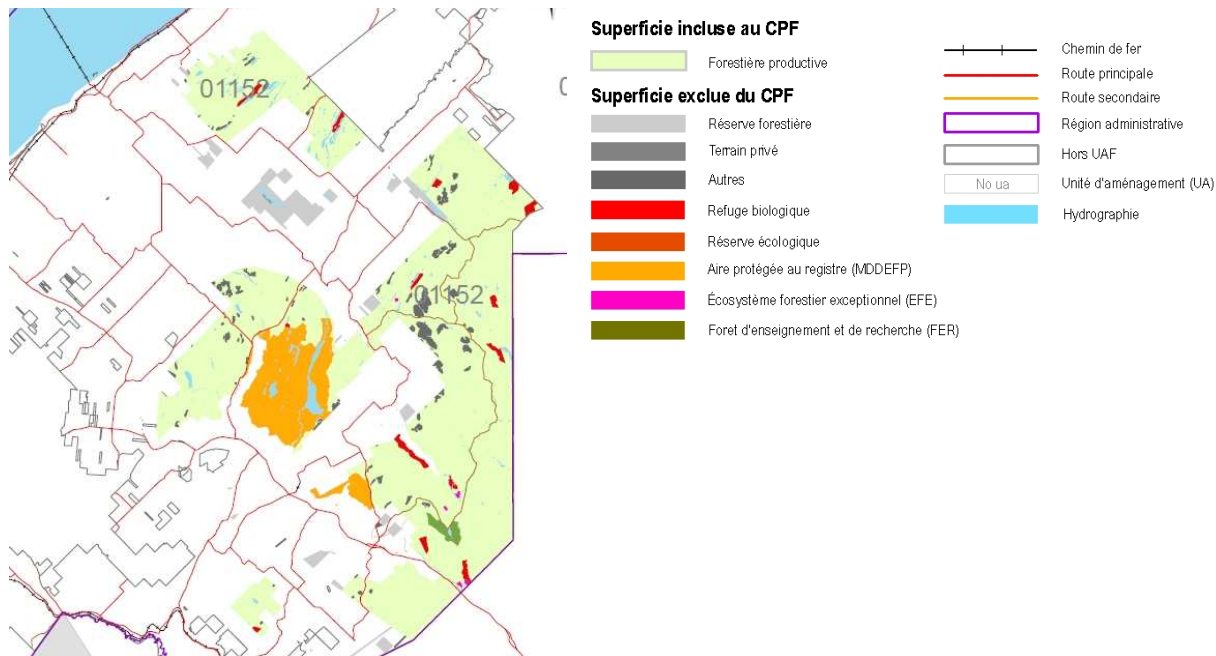 01152
0
01152
Superficie incluse au CPF
Forestière productive
Superficie exclue du CPF
Réserve forestière
Terrain privé
Autres
Refuge biologique
Réserve écologique
Aire protégée au registre (MDDEFP)
Écosystème forestier exceptionnel (EFE)
Foret d'enseignement et de recherche (FER)
Chemin de fer
Route principale
Route secondaire
Région administrative
Hors UAF
No ua
Unité d'aménagement (UA)
Hydrographie